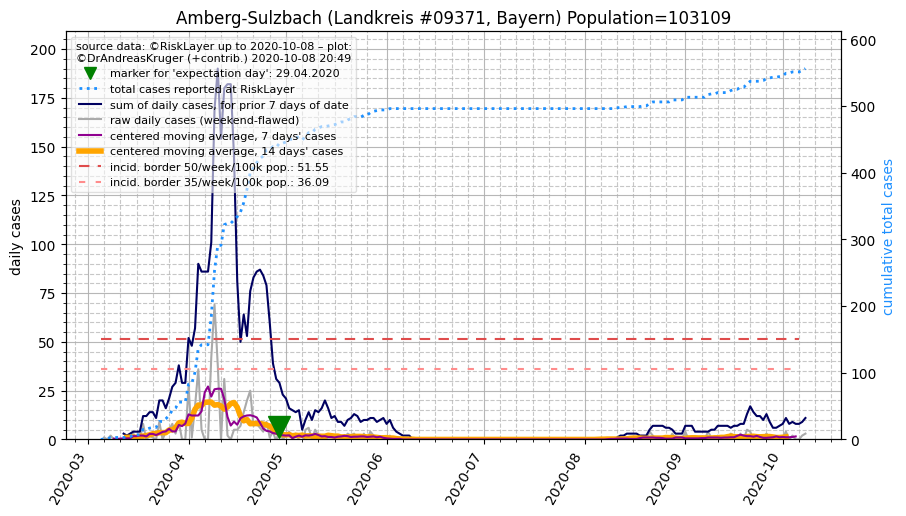 Amberg-Sulzbach (Landkreis #09371, Bayern) Population=103109
source data: ©RiskLayer up to 2020-10-08 – plot:
©DrAndreasKruger (+contrib.) 2020-10-08 20:49
marker for 'expectation day': 29.04.2020
total cases reported at RiskLayer
sum of daily cases, for prior 7 days of date
raw daily cases (weekend-flawed)
centered moving average, 7 days' cases
centered moving average, 14 days' cases
incid. border 50/week/100k pop.: 51.55
incid. border 35/week/100k pop.: 36.09
daily cases
200
175
150
125
100
75
50
25
0
cumulative total cases
600
500
400
300
200
100
0
2020-03
2020-04
2020-05
2020-06
2020-07
2020-08
2020-09
2020-10